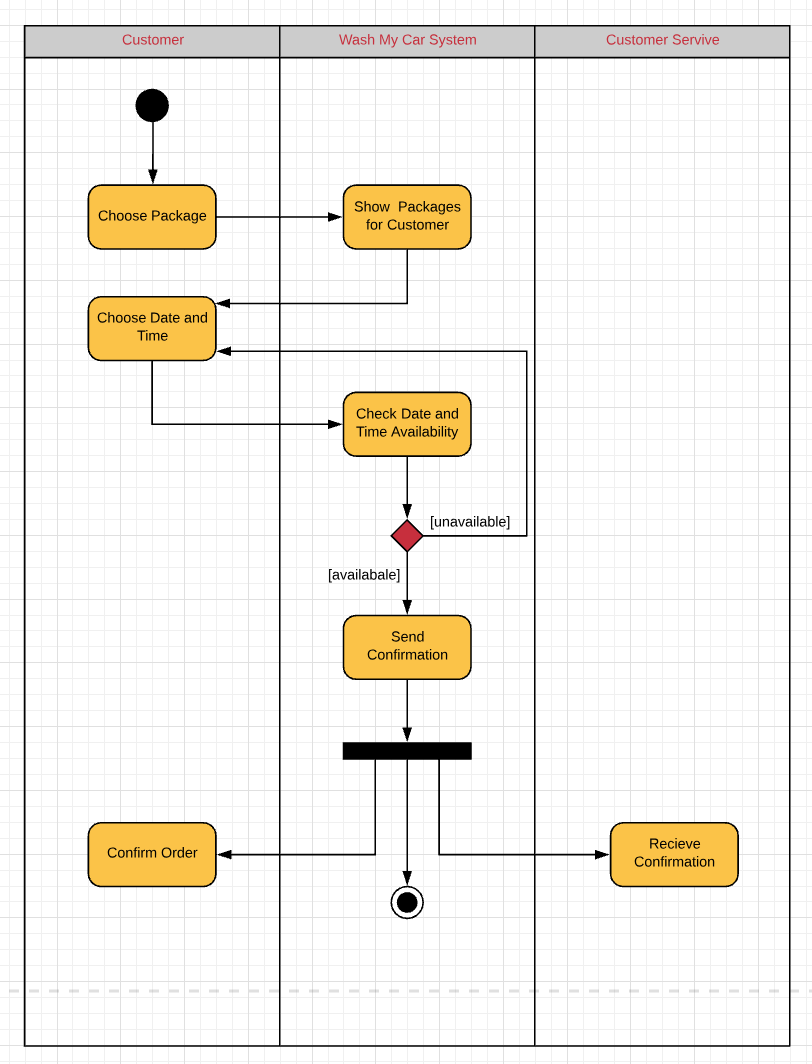 Customer
Wash My Car System
Customer Servive
Choose Package
Show  Packages
for Customer
Choose Date and
Time
Check Date and
Time Availability
[unavailable]
[availabale]
Send
Confirmation
Confirm Order
Recieve
Confirmation